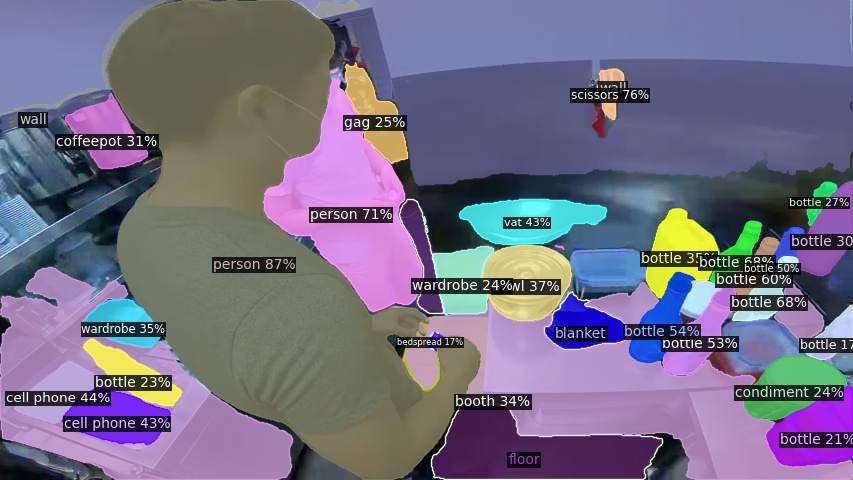 wall
scissors 76%
gag 25%
wall
coffeepot 31%
bottle 27%
person 71%
vat 43%
bottle 30
person 87%
bottle 35%
bottle 68%
bottle 50%
bottle 60%
wardrobe 24%
wl 37%
bottle 68%
wardrobe 35%
blanket
bottle 54%
bedspread 17%
bottle 53%
bottle 17
bottle 23%
cell phone 44%
condiment 24%
booth 34%
cell phone 43%
bottle 21%
floor